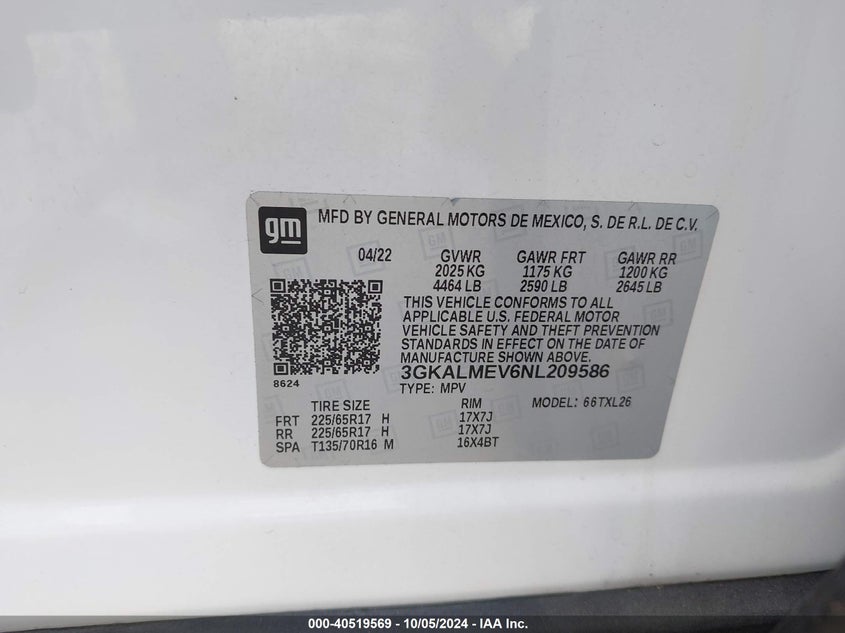 gm MFD BY GENERAL MOTORS DE MEXICO, S. DE R.L. DE C.V.
04/22 GVWR GAWR FRT GAWR RR
2025 KG 1175 KG 1200 KG
4464 LB 2590 LB 2645 LB
THIS VEHICLE CONFORMS TO ALL
APPLICABLE U.S. FEDERAL MOTOR
VEHICLE SAFETY AND THEFT PREVENTION
STANDARDS IN EFFECT ON THE DATE OF
MANUFACTURE SHOWN ABOVE.
3GKALMEV6NL209586
8624 TYPE: MPV
TIRE SIZE RIM MODEL: 66TXL26
FRT 225/65R17 H 17X7J
RR 225/65R17 H 17X7J
SPA T135/70R16 M 16X4BT
000-40519569 - 10/05/2024 - IAA Inc.